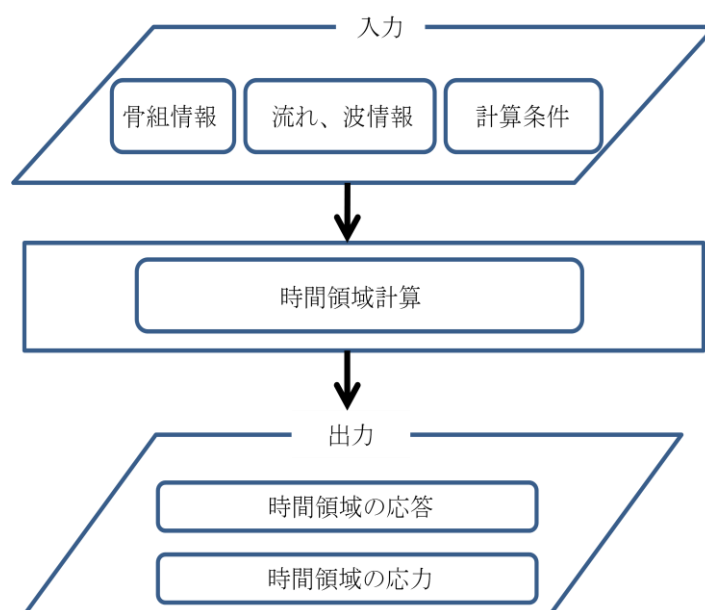 入力
骨組情報
流れ、波情報
計算条件
時間領域計算
出力
時間領域の応答
時間領域の応力